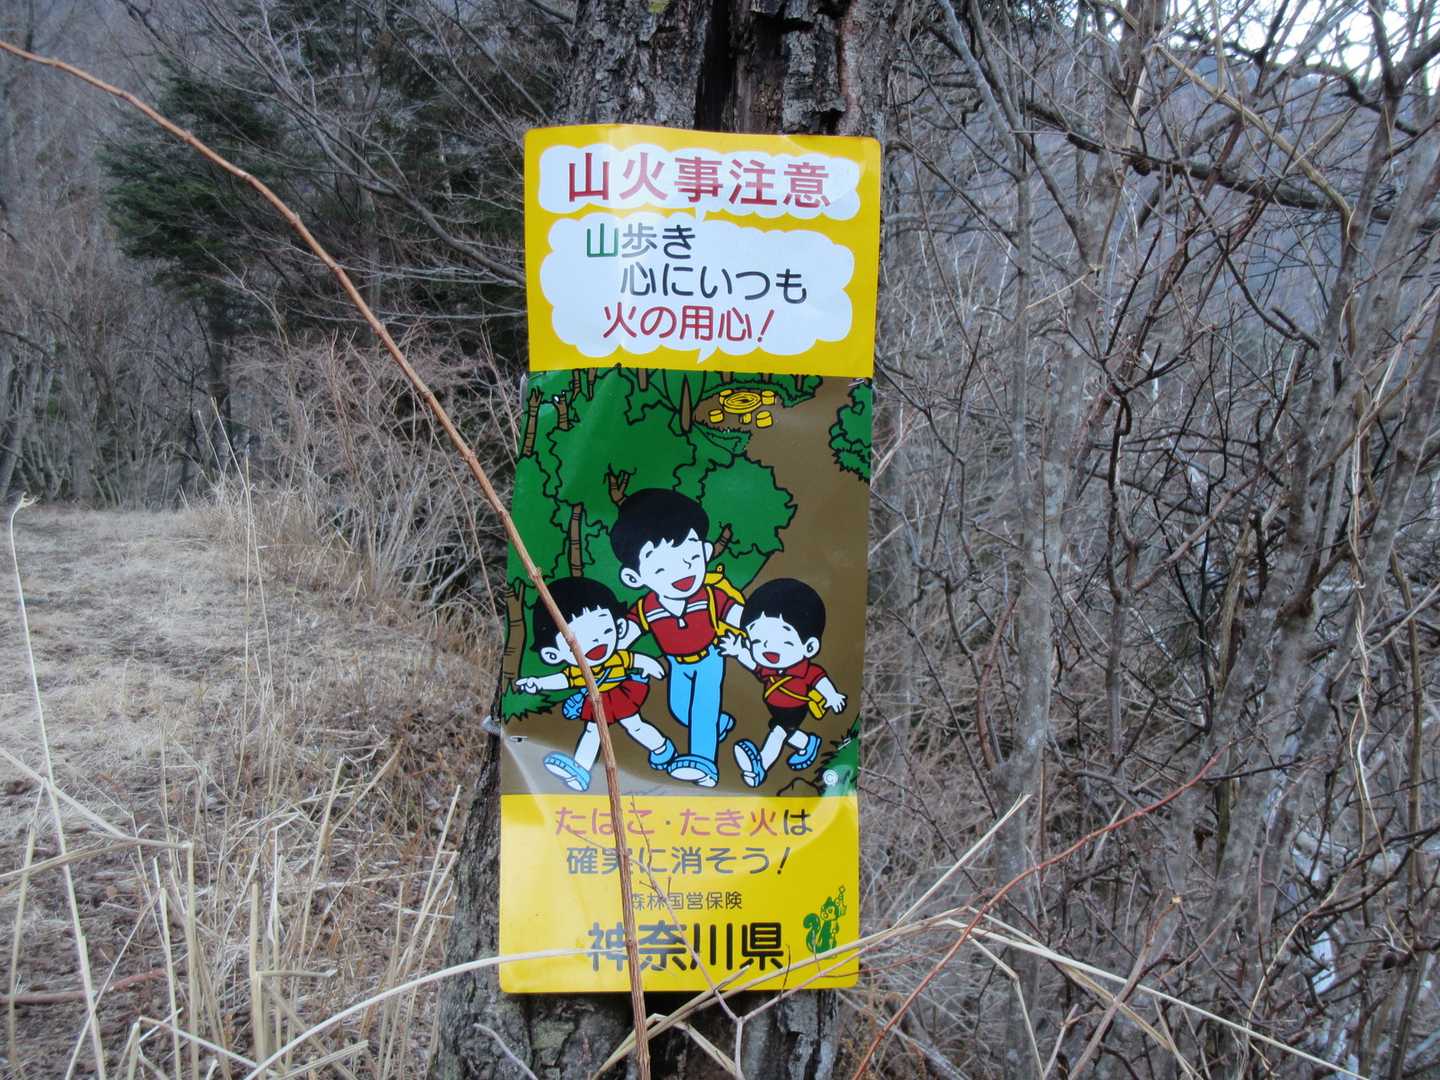 山火事注意
山歩き
心にいつも
火の用心!
たばこ・たき火は
確実に消そう!
森林国営保険
神奈川県